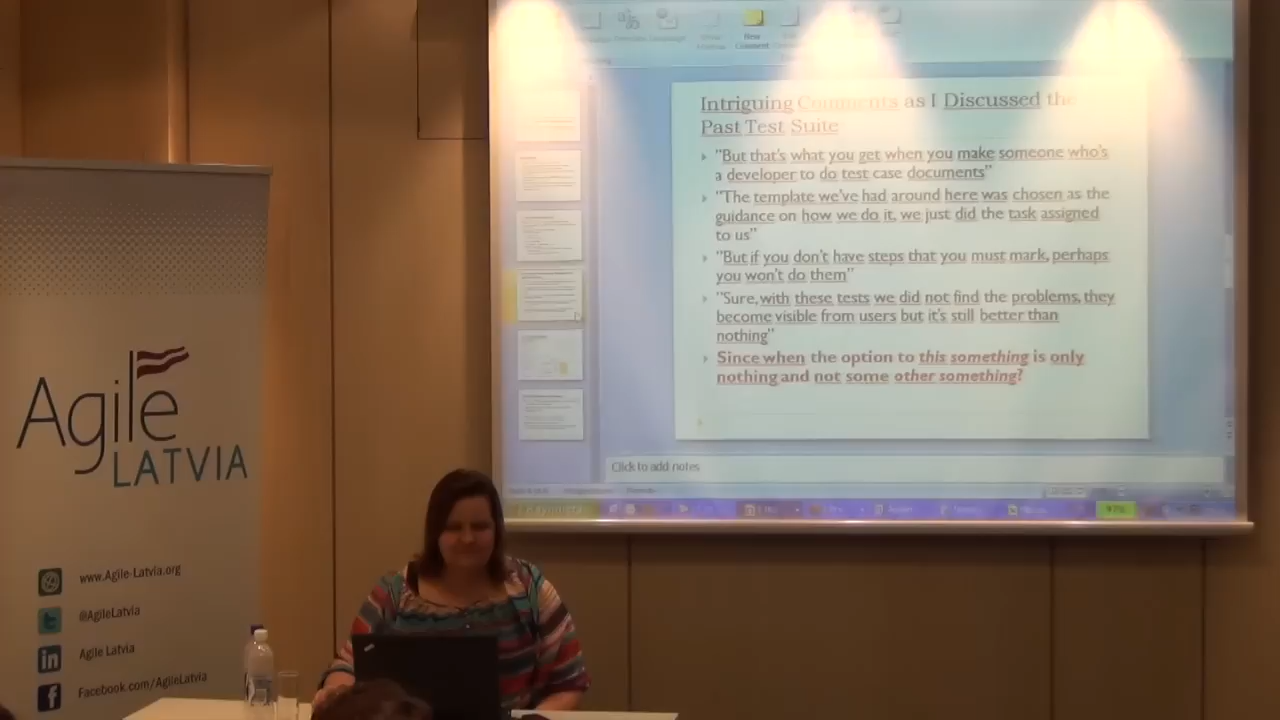 New
Comment
Intriguing Comments as I Discussed the
Past Test Suite
"But that's what you get when you make someone who's
a developer to do test case documents"
"The template we've had around here was chosen as the
guidance on how we do it, we just did the task assigned
to us"
"But if you don't have steps that you must mark, perhaps
you won't do them"
"Sure, with these tests we did not find the problems, they
become visible from users but it's still better than
nothing"
Since when the option to this something is only
nothing and not some other something?
Click to add notes
97%
Agile
LATVIA
www.Agile-Latvia.org
@AgileLatvia
Agile Latvia
Facebook.com/AgileLatvia